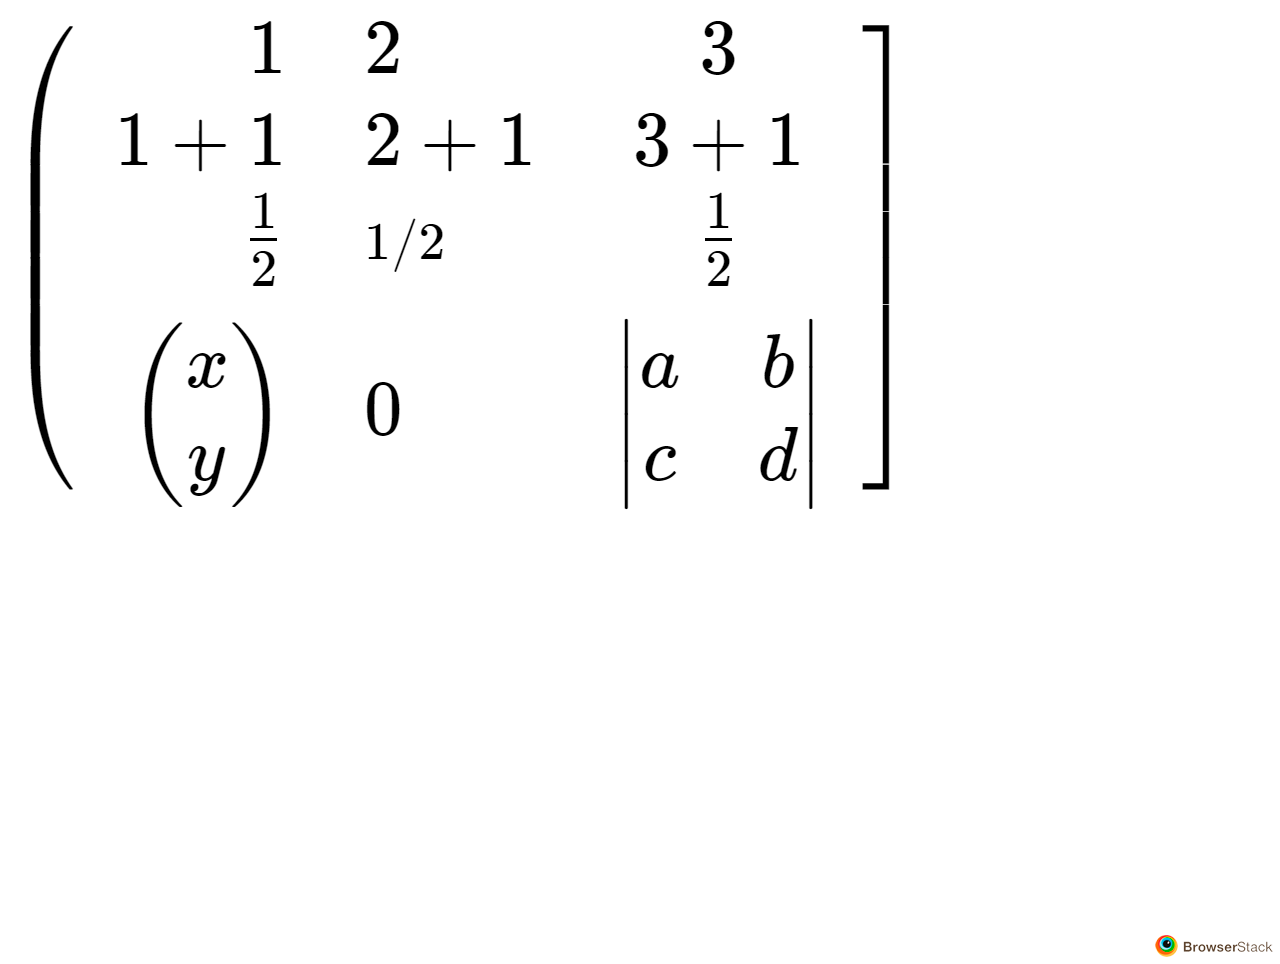 ( 1 2 3 ]
1 + 1 2 + 1 3 + 1
1/2 1/2 1/2
(x y) 0 |a b
c d|
BrowserStack